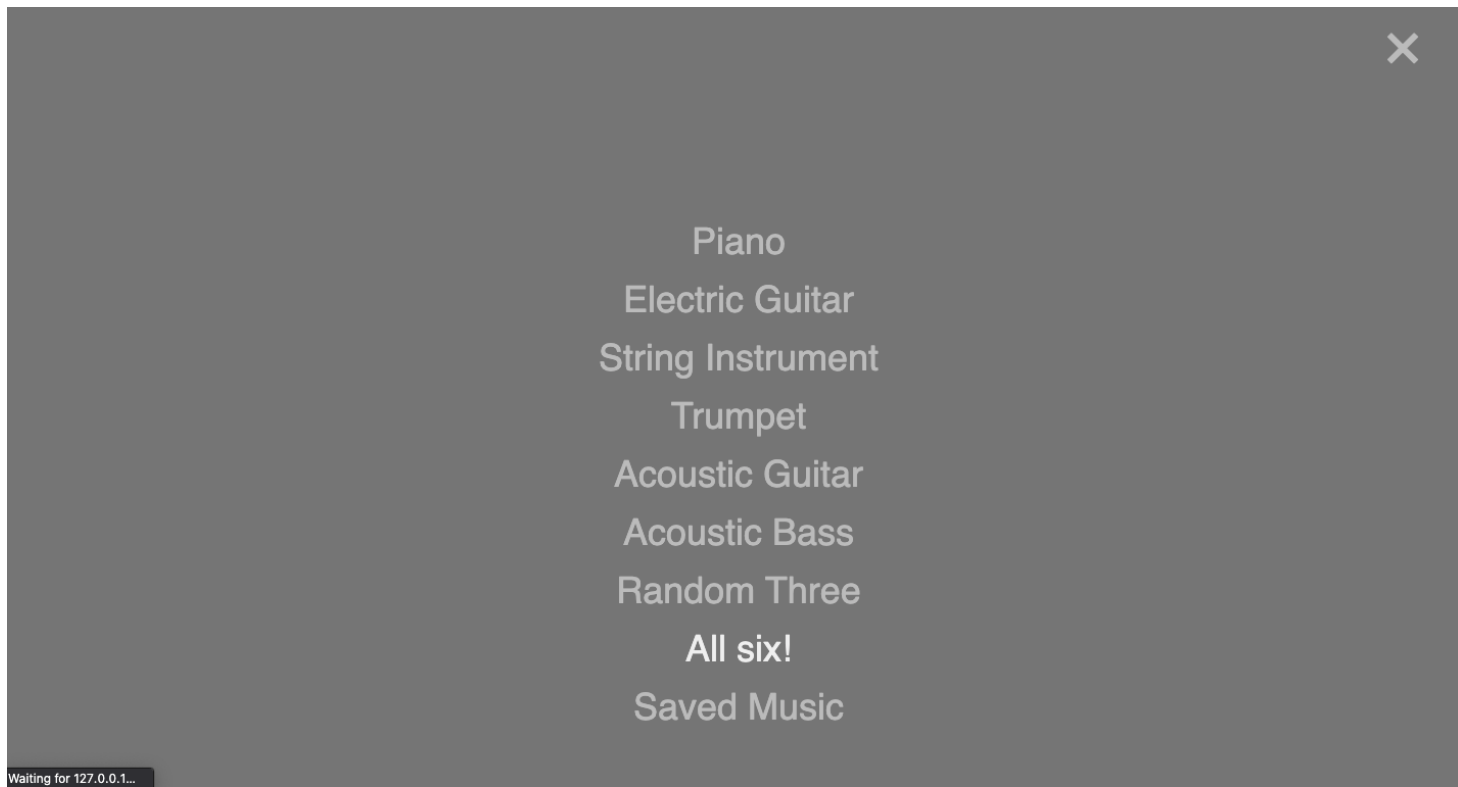 Piano
Electric Guitar
String Instrument
Trumpet
Acoustic Guitar
Acoustic Bass
Random Three
All six!
Saved Music
Waiting for 127.0.0.1...